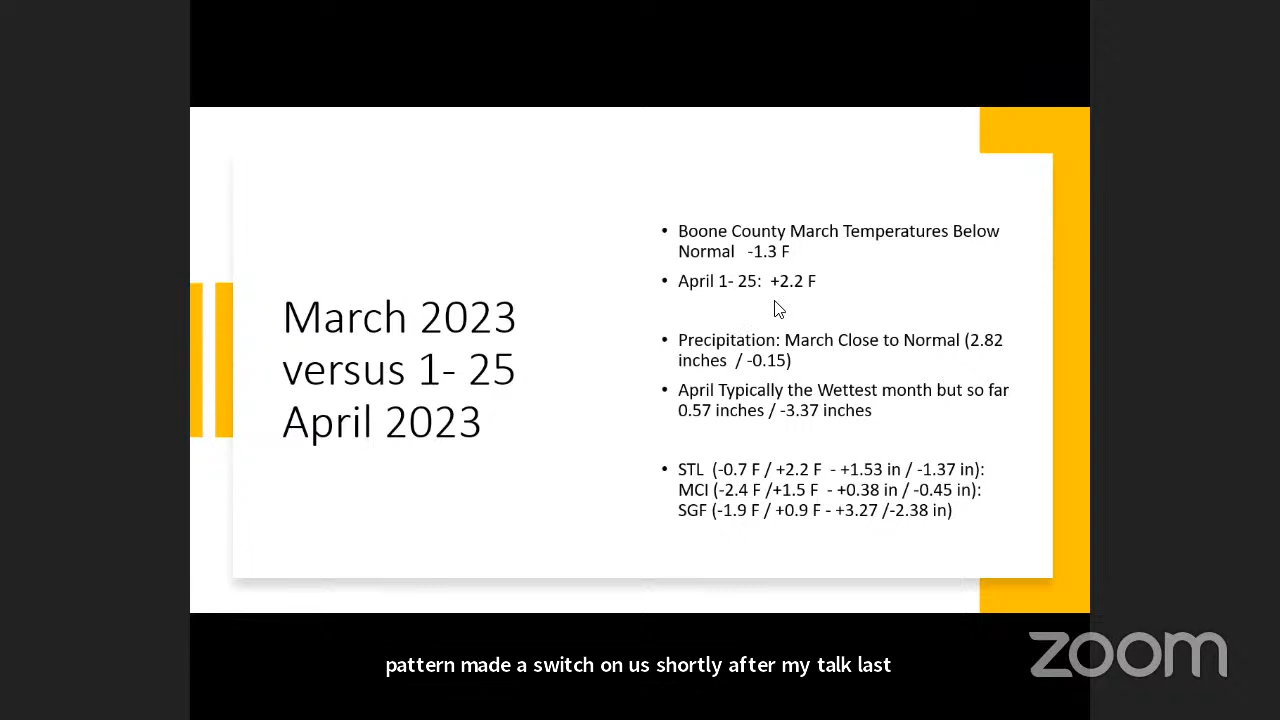 March 2023
versus 1- 25
April 2023
• Boone County March Temperatures Below
Normal -1.3 F
• April 1- 25: +2.2 F
• Precipitation: March Close to Normal (2.82
inches / -0.15)
• April Typically the Wettest month but so far
0.57 inches / -3.37 inches
• STL (-0.7 F / +2.2 F - +1.53 in / -1.37 in):
MCI (-2.4 F /+1.5 F - +0.38 in / -0.45 in):
SGF (-1.9 F / +0.9 F - +3.27 /-2.38 in)
pattern made a switch on us shortly after my talk last
zoom